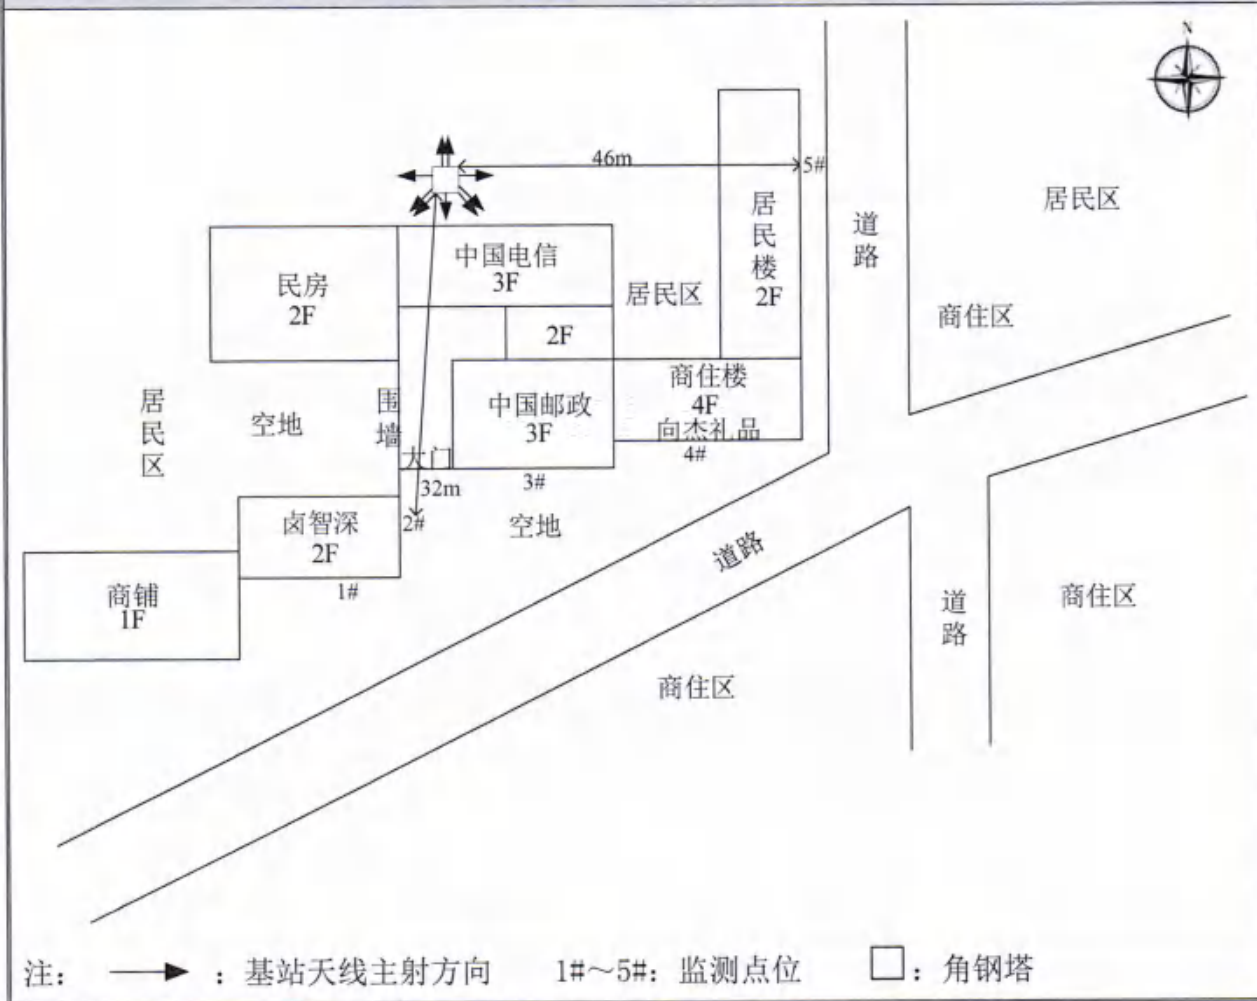 N
46m
5#
居民区
居民楼
2F
道路
中国电信
3F
民房
2F
居民区
商住区
2F
商住楼
4F
向杰礼品
4#
居民区
空地
围墙
中国邮政
3F
大门
32m
3#
2#
空地
卤智深
2F
1#
道路
商铺
1F
道路
商住区
商住区
注： ：基站天线主射方向 1#～5#：监测点位 ：角钢塔